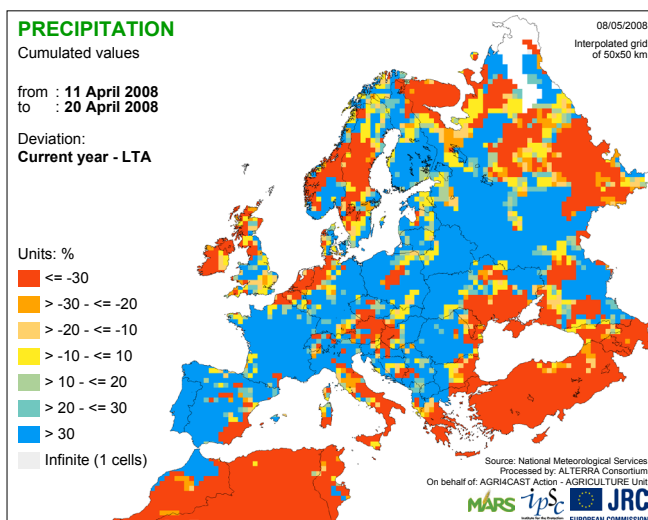 PRECIPITATION
Cumulated values
from : 11 April 2008
to : 20 April 2008
Deviation:
Current year - LTA
08/05/2008
Interpolated grid
of 50x50 km
Units: %
<= -30
> -30 - <= -20
> -20 - <= -10
> -10 - <= 10
> 10 - <= 20
> 20 - <= 30
> 30
Infinite (1 cells)
Source: National Meteorological Services
Processed by: ALTERRA Consortium
On behalf of: AGRI4CAST Action - AGRICULTURE Unit
MARS ipsc JRC
EUROPEAN COMMISSION